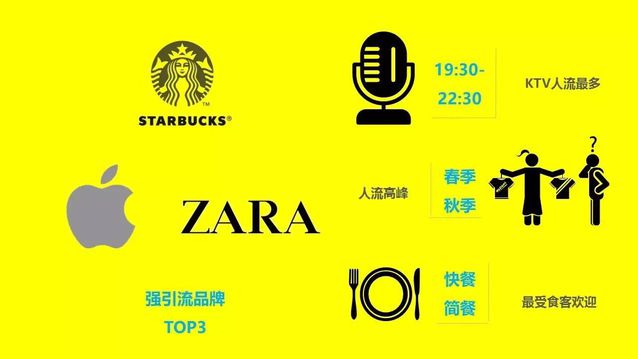 STARBUCKS®
TM
ZARA
强引流品牌
TOP3
19:30-
22:30
KTV人流最多
人流高峰
春季
秋季
?
快餐
简餐
最受食客欢迎